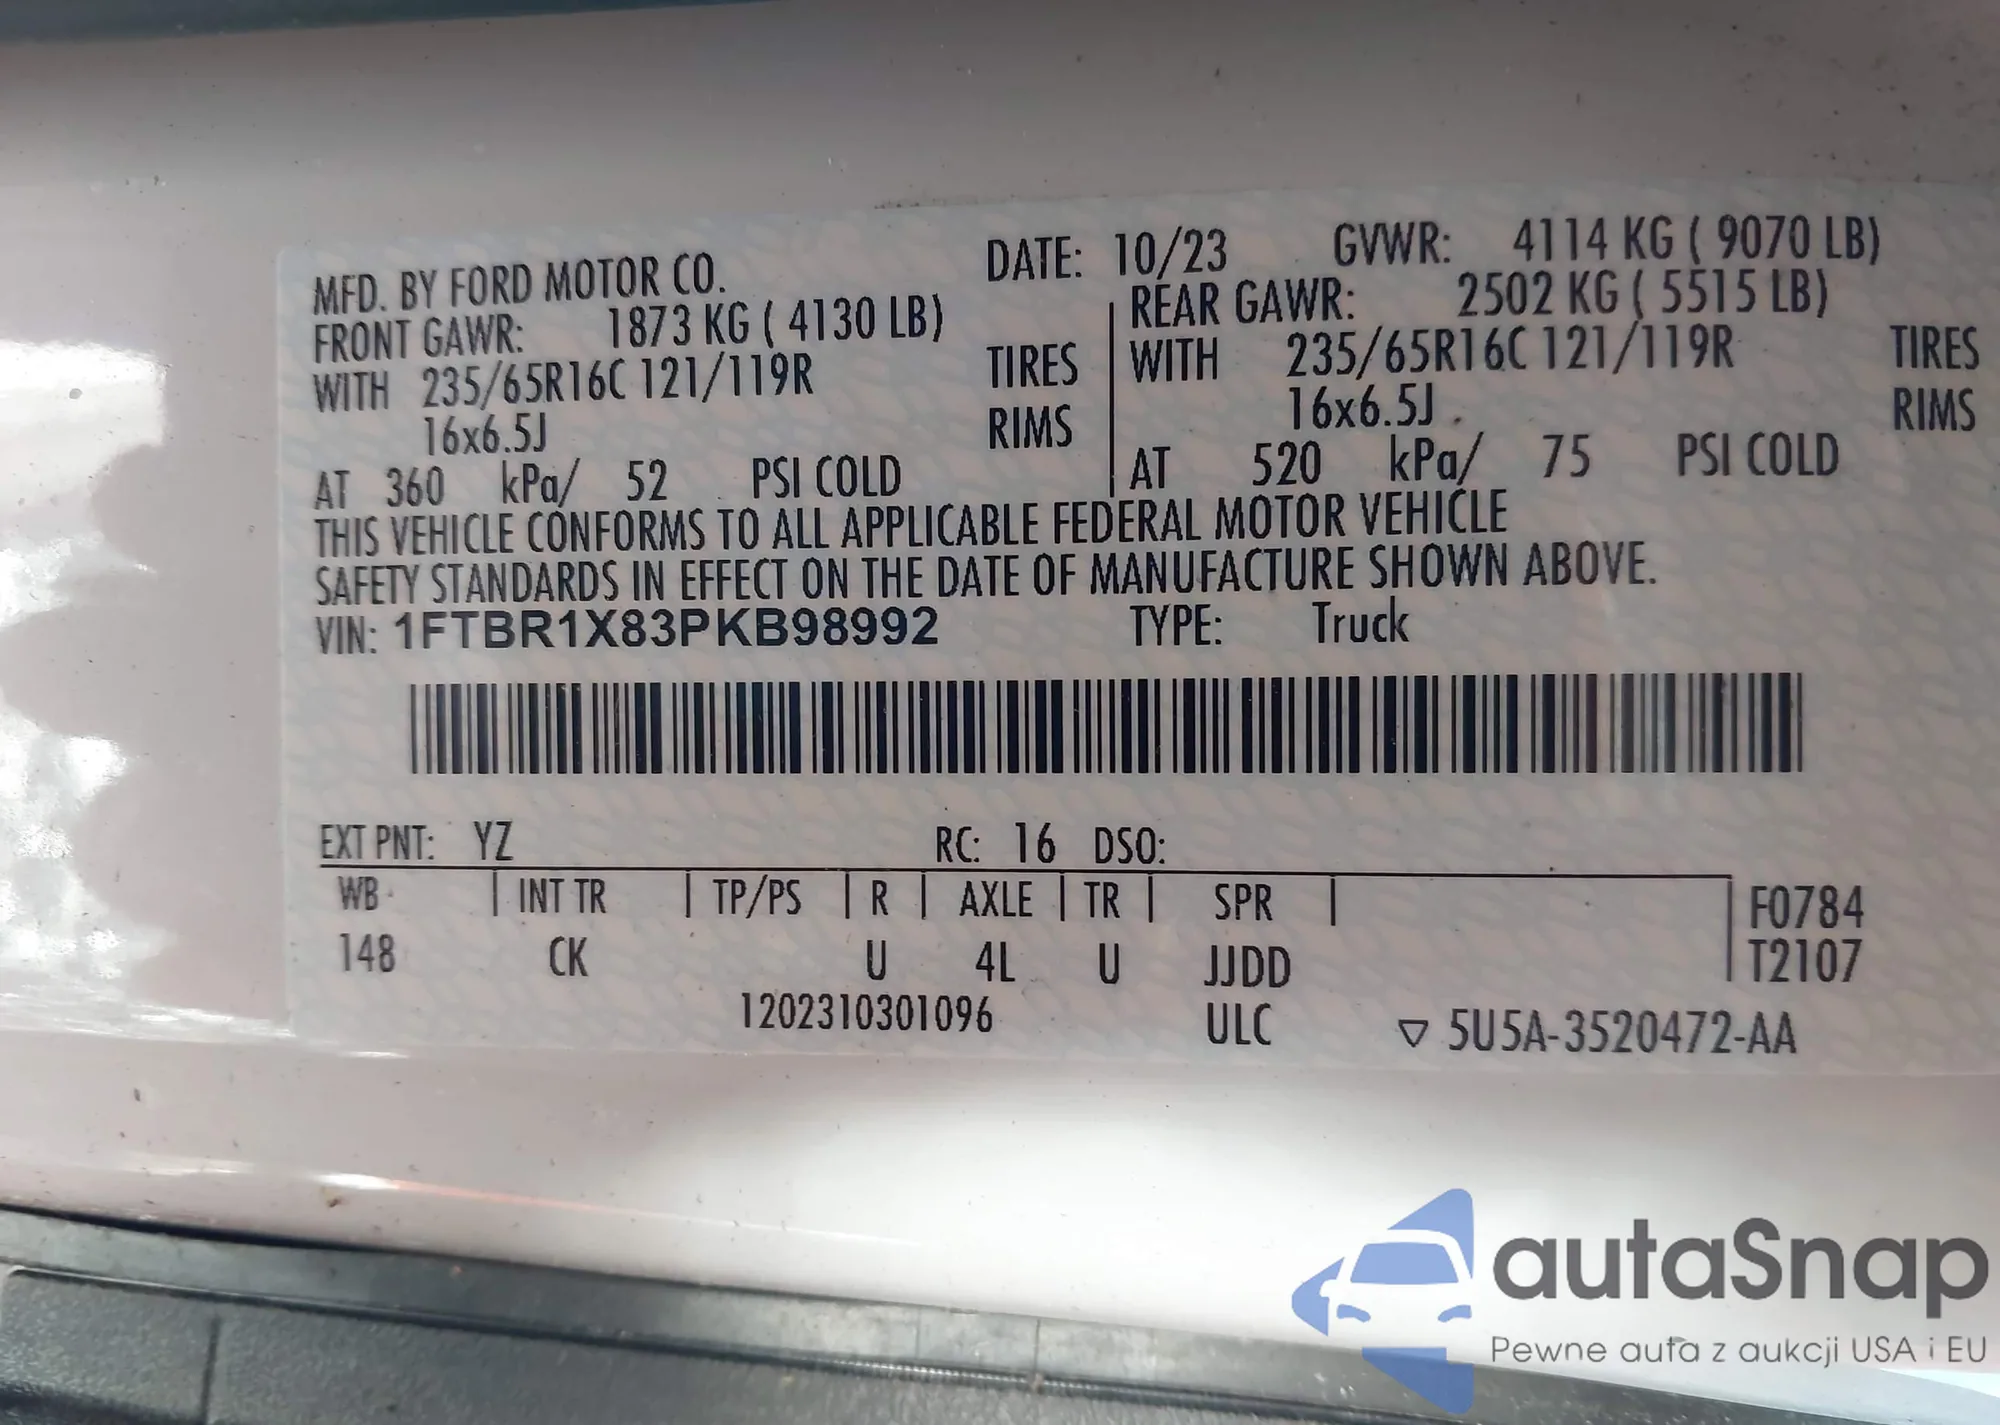 MFD. BY FORD MOTOR CO. DATE: 10/23 GVWR: 4114 KG ( 9070 LB)
FRONT GAWR: 1873 KG ( 4130 LB) REAR GAWR: 2502 KG ( 5515 LB)
WITH 235/65R16C 121/119R TIRES WITH 235/65R16C 121/119R TIRES
16x6.5J RIMS 16x6.5J RIMS
AT 360 kPa/ 52 PSI COLD AT 520 kPa/ 75 PSI COLD
THIS VEHICLE CONFORMS TO ALL APPLICABLE FEDERAL MOTOR VEHICLE
SAFETY STANDARDS IN EFFECT ON THE DATE OF MANUFACTURE SHOWN ABOVE.
VIN: 1FTBR1X83PKB98992 TYPE: Truck
EXT PNT: YZ RC: 16 DSO:
WB INT TR TP/PS R AXLE TR SPR F0784
148 CK U 4L U JJDD T2107
1202310301096 ULC ▽ 5U5A-3520472-AA
autaSnap
Pewne auta z aukcji USA i EU